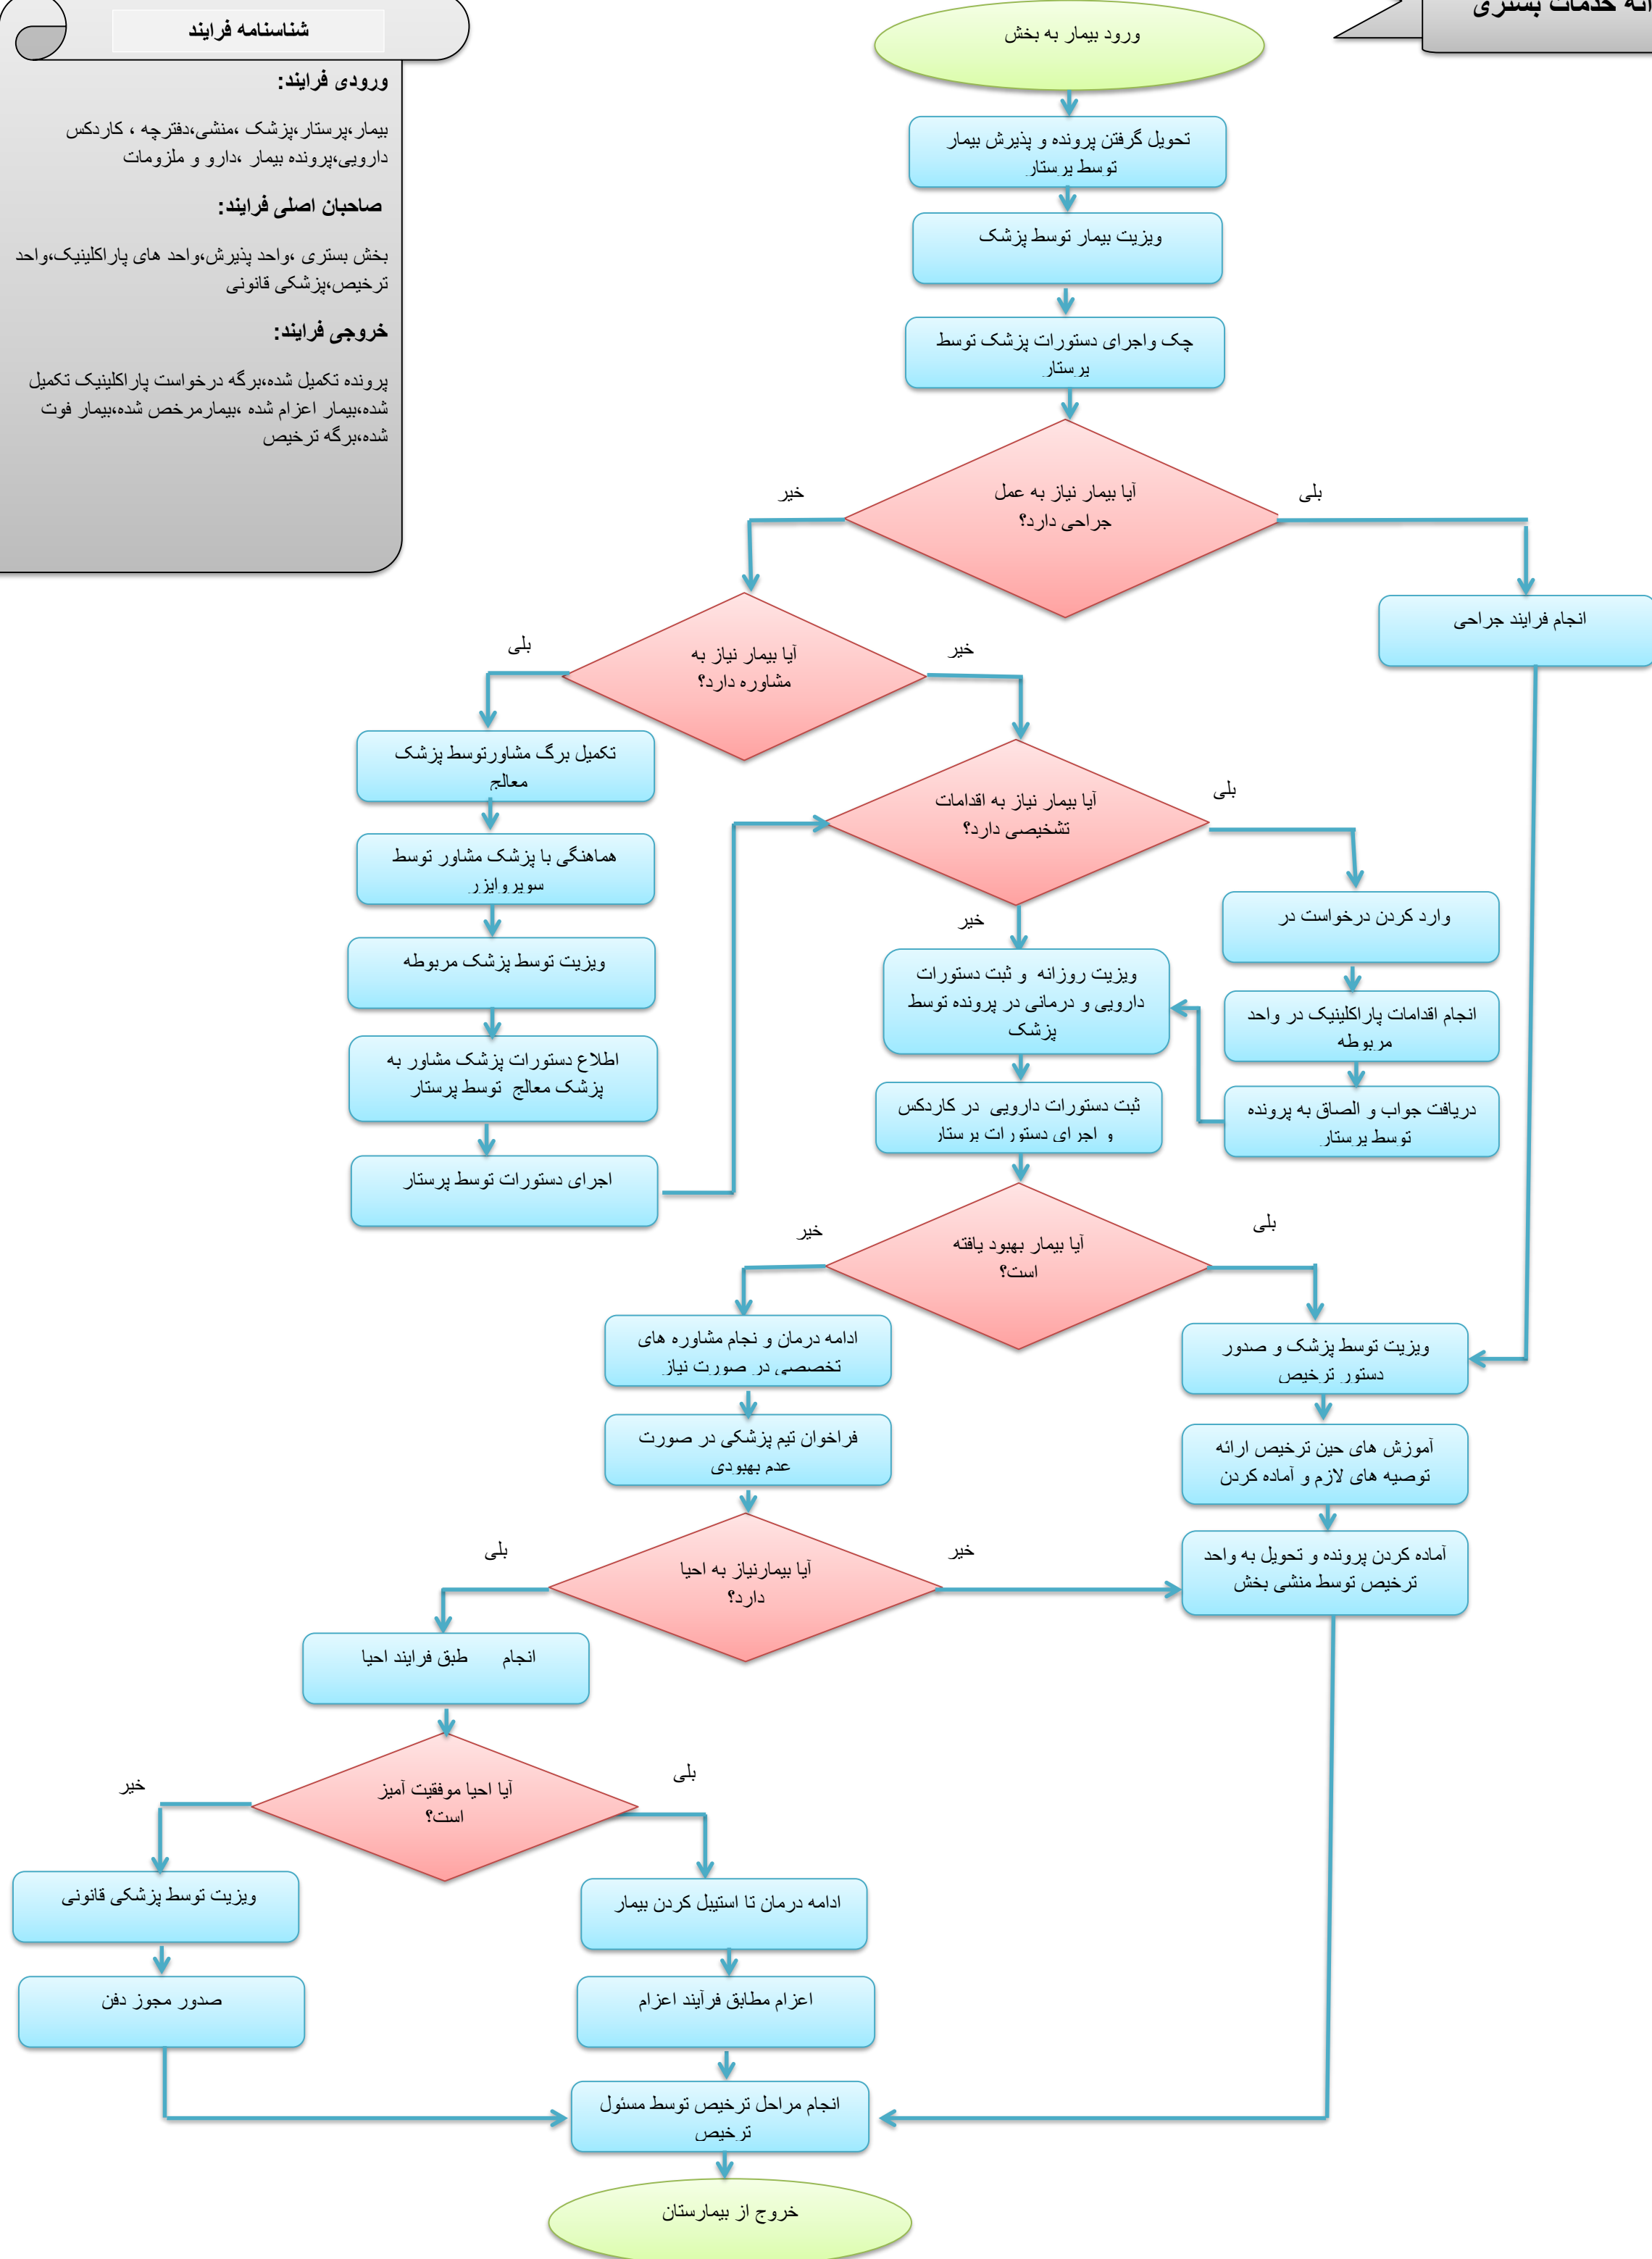 ائه خدمات بستری
شناسنامه فرایند
ورودی فرایند:
بیمار،پرستار،پزشک ،منشی،دفترچه ، کاردکس
دارویی،پرونده بیمار ،دارو و ملزومات
صاحبان اصلی فرایند:
بخش بستری ،واحد پذیرش،واحد های پاراکلینیک،واحد
ترخیص،پزشکی قانونی
خروجی فرایند:
پرونده تکمیل شده،برگه درخواست پاراکلینیک تکمیل
شده،بیمار اعزام شده ،بیمارمرخص شده،بیمار فوت
شده،برگه ترخیص
ورود بیمار به بخش
تحویل گرفتن پرونده و پذیرش بیمار
توسط پرستار
ویزیت بیمار توسط پزشک
چک واجرای دستورات پزشک توسط
پرستار
آیا بیمار نیاز به عمل
جراحی دارد؟
بلی
خیر
انجام فرایند جراحی
آیا بیمار نیاز به
مشاوره دارد؟
خیر
بلی
تکمیل برگ مشاورتوسط پزشک
معالج
هماهنگی با پزشک مشاور توسط
سوپروایزر
ویزیت توسط پزشک مربوطه
اطلاع دستورات پزشک مشاور به
پزشک معالج توسط پرستار
اجرای دستورات توسط پرستار
آیا بیمار نیاز به اقدامات
تشخیصی دارد؟
بلی
خیر
وارد کردن درخواست در
انجام اقدامات پاراکلینیک در واحد
مربوطه
دریافت جواب و الصاق به پرونده
توسط پرستار
ویزیت روزانه و ثبت دستورات
دارویی و درمانی در پرونده توسط
پزشک
ثبت دستورات دارویی در کاردکس
و اجرای دستورات پرستار
آیا بیمار بهبود یافته
است؟
بلی
خیر
ویزیت توسط پزشک و صدور
دستور ترخیص
آموزش های حین ترخیص ارائه
توصیه های لازم و آماده کردن
آماده کردن پرونده و تحویل به واحد
ترخیص توسط منشی بخش
ادامه درمان و نجام مشاوره های
تخصصی در صورت نیاز
فراخوان تیم پزشکی در صورت
عدم بهبودی
آیا بیمارنیاز به احیا
دارد؟
خیر
بلی
انجام طبق فرایند احیا
آیا احیا موفقیت آمیز
است؟
بلی
خیر
ویزیت توسط پزشکی قانونی
صدور مجوز دفن
ادامه درمان تا استیبل کردن بیمار
اعزام مطابق فرآیند اعزام
انجام مراحل ترخیص توسط مسئول
ترخیص
خروج از بیمارستان